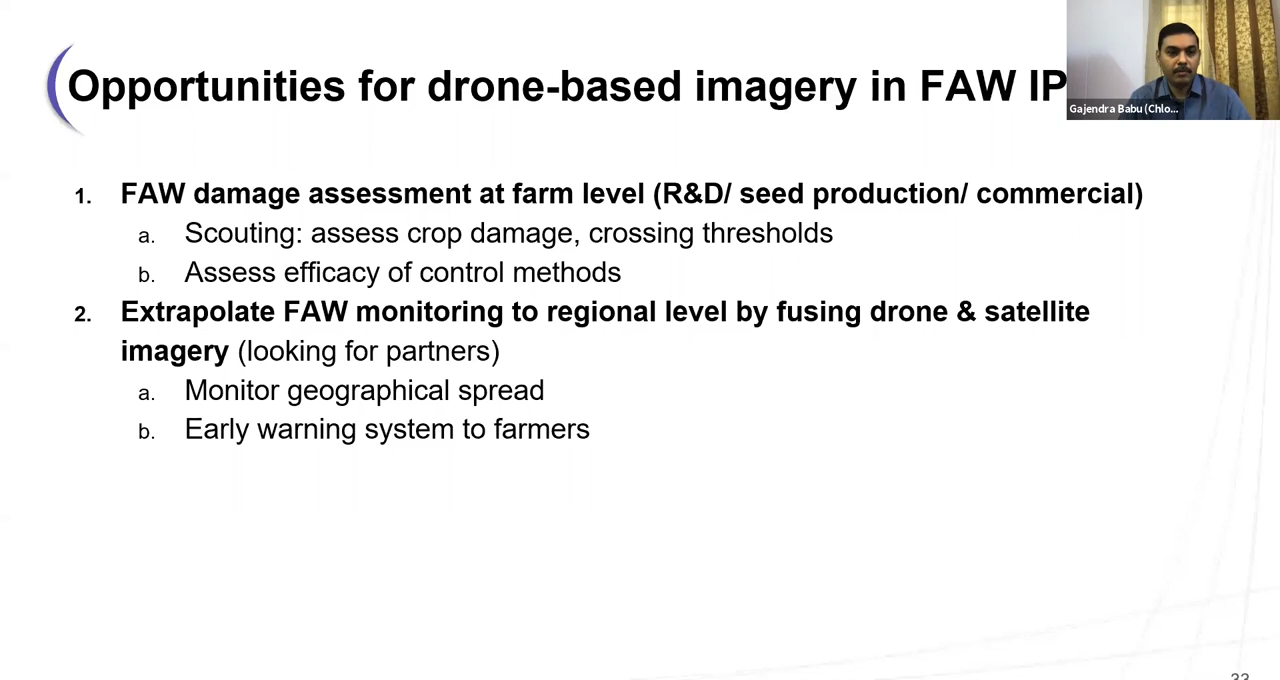 Opportunities for drone-based imagery in FAW IP
Gajendra Babu (Chlo...
1. FAW damage assessment at farm level (R&D/ seed production/ commercial)
a. Scouting: assess crop damage, crossing thresholds
b. Assess efficacy of control methods
2. Extrapolate FAW monitoring to regional level by fusing drone & satellite
imagery (looking for partners)
a. Monitor geographical spread
b. Early warning system to farmers